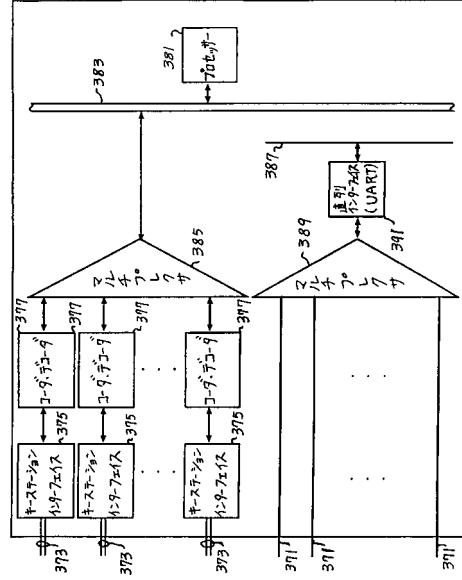 383
381
プロセッサー
385
マルチプレクサ
377
コーダ,デコーダ
377
コーダ,デコーダ
377
コーダ,デコーダ
377
375
キーステーション
インターフェイス
375
キーステーション
インターフェイス
375
キーステーション
インターフェイス
373
373
373
387
直列
インターフェイス
(UART)
391
389
マルチプレクサ
371
371
371